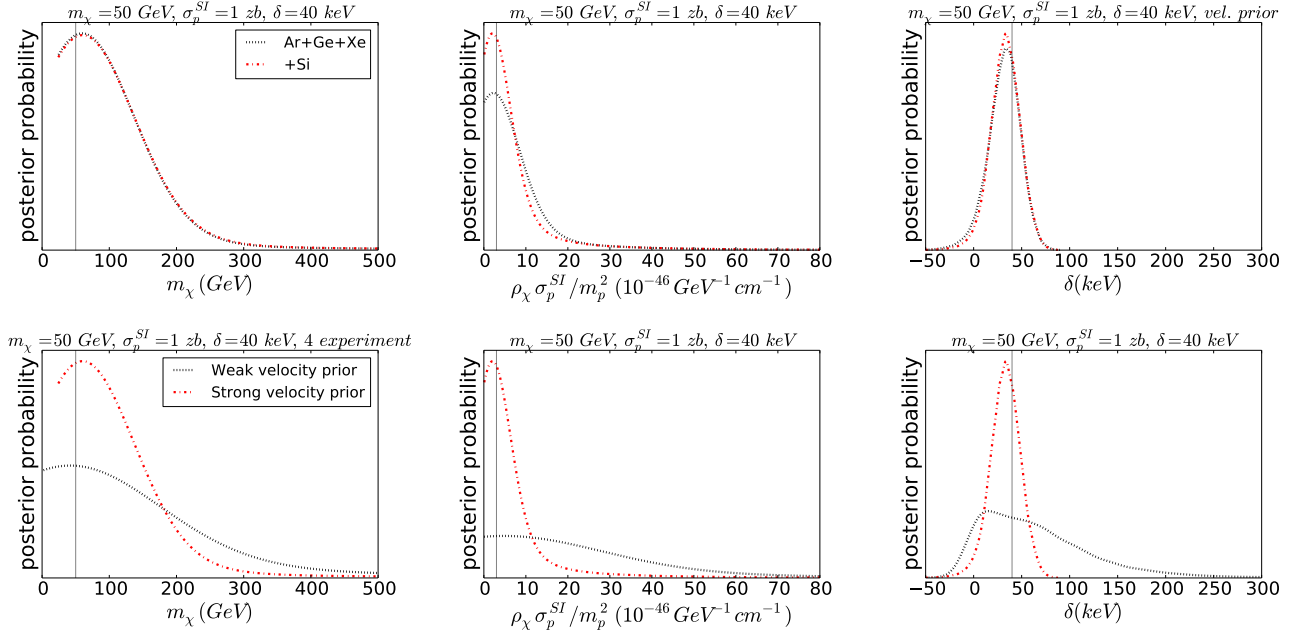 m_χ=50 GeV, σ_p^{SI}=1 zb, δ=40 keV
posterior probability
Ar+Ge+Xe
+Si
0 100 200 300 400 500
m_χ (GeV)
m_χ=50 GeV, σ_p^{SI}=1 zb, δ=40 keV
posterior probability
0 10 20 30 40 50 60 70 80
ρ_χ σ_p^{SI}/m_p^2 (10^{-46} GeV^{-1} cm^{-1})
m_χ=50 GeV, σ_p^{SI}=1 zb, δ=40 keV, vel. prior
posterior probability
−50 0 50 100 150 200 250 300
δ(keV)
m_χ=50 GeV, σ_p^{SI}=1 zb, δ=40 keV, 4 experiment
posterior probability
Weak velocity prior
Strong velocity prior
0 100 200 300 400 500
m_χ (GeV)
m_χ=50 GeV, σ_p^{SI}=1 zb, δ=40 keV
posterior probability
0 10 20 30 40 50 60 70 80
ρ_χ σ_p^{SI}/m_p^2 (10^{-46} GeV^{-1} cm^{-1})
m_χ=50 GeV, σ_p^{SI}=1 zb, δ=40 keV
posterior probability
−50 0 50 100 150 200 250 300
δ(keV)